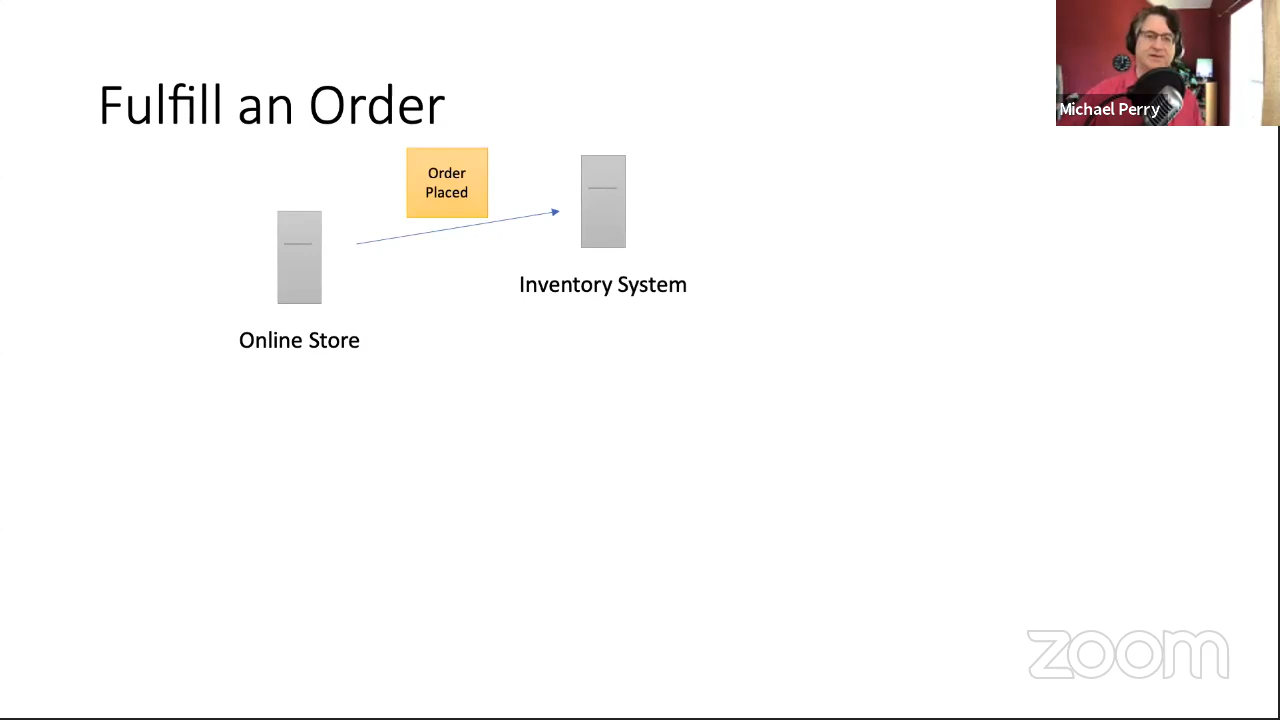 Michael Perry
Fulfill an Order
Order
Placed
Inventory System
Online Store
zoom